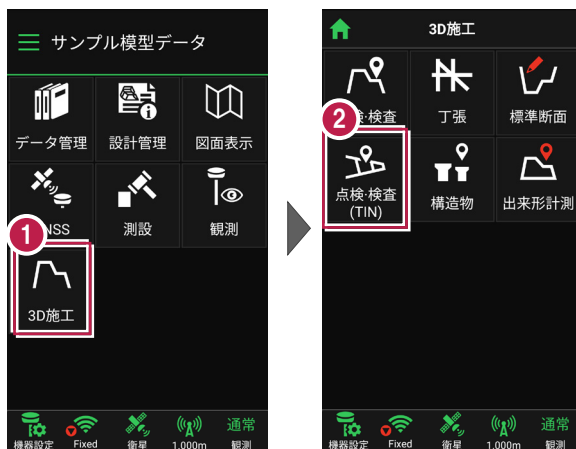 サンプル模型データ
データ管理
設計管理
図面表示
NSS
測設
観測
1
3D施工
機器設定
Fixed
衛星
1.000m
通常
観測
3D施工
検査
丁張
標準断面
2
点検・検査
(TIN)
構造物
出来形計測
機器設定
Fixed
衛星
1.000m
通常
観測